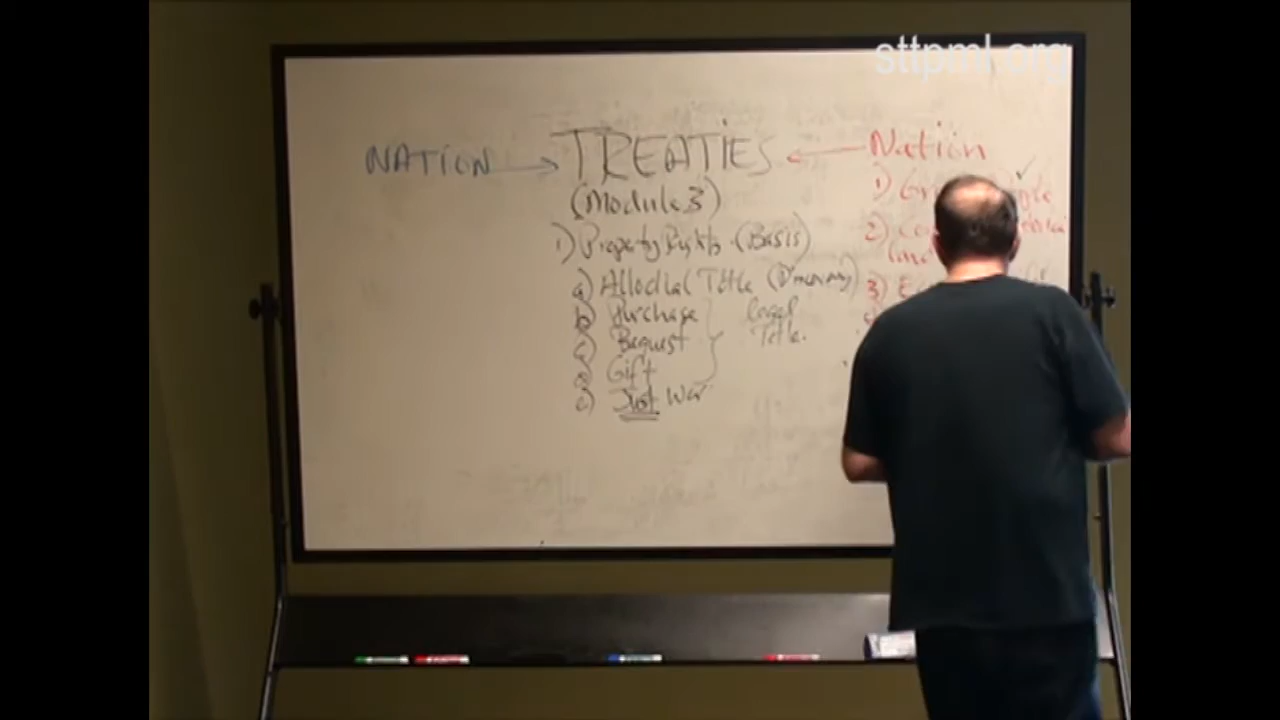 sttpml.org
NATION → TREATIES ← Nation
(Module 3)
1) Property Rights (Basis)
a) Allodial Title (Discovery)
b) Purchase
c) Bequest
d) Gift
e) Just War
Legal
Title.
1)
2)
3)